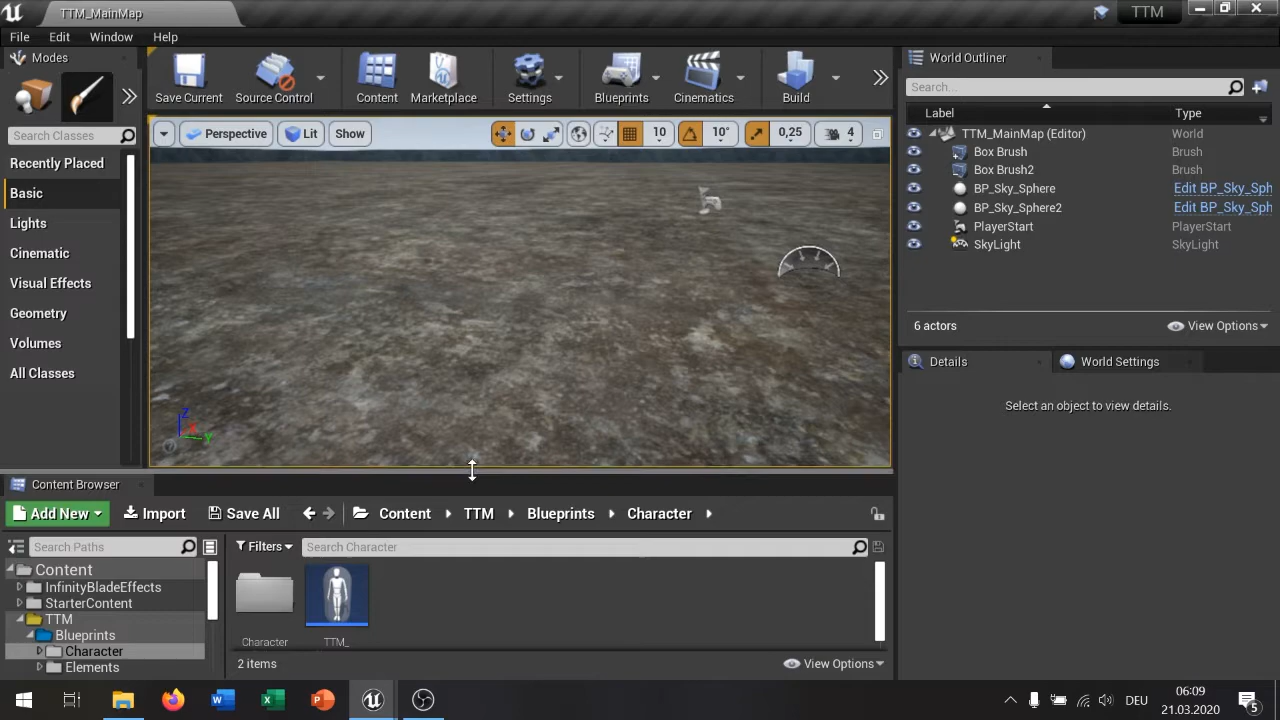 TTM_MainMap
TTM
File Edit Window Help
Modes
Search Classes
Recently Placed
Basic
Lights
Cinematic
Visual Effects
Geometry
Volumes
All Classes
Save Current
Source Control
Content
Marketplace
Settings
Blueprints
Cinematics
Build
Perspective Lit Show 10 10° 0,25 4
Z
Y
World Outliner
Search...
Label Type
TTM_MainMap (Editor) World
Box Brush Brush
Box Brush2 Brush
BP_Sky_Sphere Edit BP_Sky_Sph
BP_Sky_Sphere2 Edit BP_Sky_Sph
PlayerStart PlayerStart
SkyLight SkyLight
6 actors View Options
Details World Settings
Select an object to view details.
Content Browser
Add New Import Save All Content TTM Blueprints Character
Search Paths
Filters Search Character
Content
InfinityBladeEffects
StarterContent
TTM
Blueprints
Character
Elements
Character
TTM_
2 items View Options
DEU
06:09
21.03.2020
5